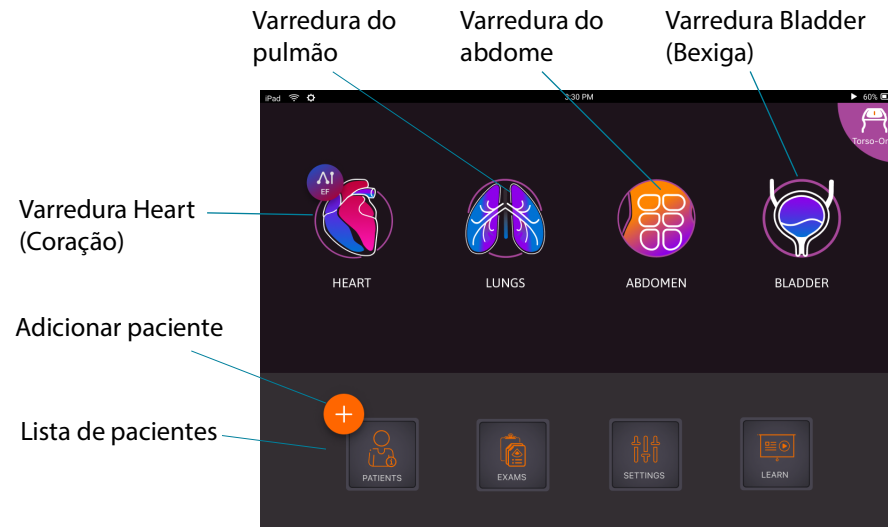 Varredura do
pulmão
Varredura do
abdome
Varredura Bladder
(Bexiga)
iPad
3:30 PM
60%
Torso-On
EF
Varredura Heart
(Coração)
HEART
LUNGS
ABDOMEN
BLADDER
Adicionar paciente
Lista de pacientes
PATIENTS
EXAMS
SETTINGS
LEARN